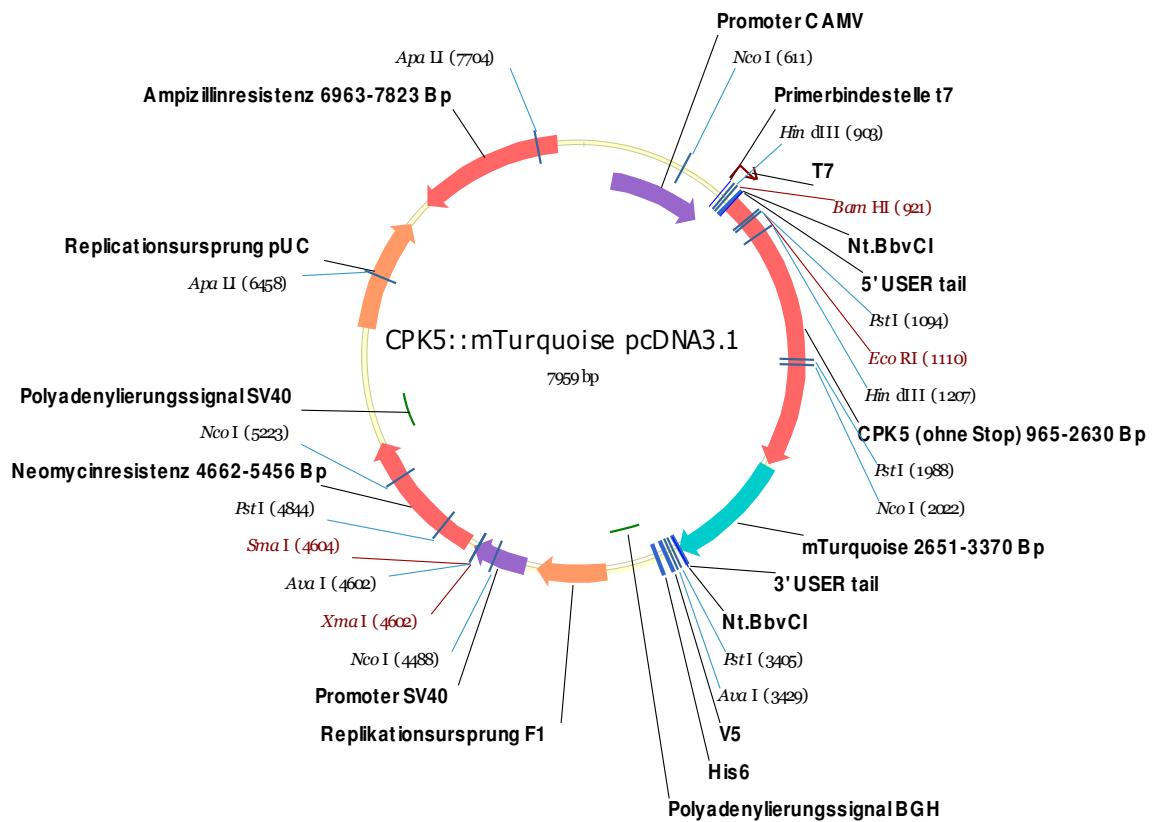 Promoter CAMV
Nco I (611)
Apa LI (7704)
Ampizillinresistenz 6963-7823 Bp
Primerbindestelle t7
Hin dIII (903)
T7
Bam HI (921)
Nt.BbvCI
5' USER tail
Replicationsursprung pUC
Apa LI (6458)
Pst I (1094)
Eco RI (1110)
CPK5::mTurquoise pcDNA3.1
7959 bp
Hin dIII (1207)
Polyadenylierungssignal SV40
Nco I (5223)
CPK5 (ohne Stop) 965-2630 Bp
Neomycinresistenz 4662-5456 Bp
Pst I (1988)
Pst I (4844)
Nco I (2022)
Sma I (4604)
mTurquoise 2651-3370 Bp
Ava I (4602)
3' USER tail
Xma I (4602)
Nt.BbvCI
Nco I (4488)
Pst I (3405)
Promoter SV40
Ava I (3429)
Replikationsursprung F1
V5
His6
Polyadenylierungssignal BGH